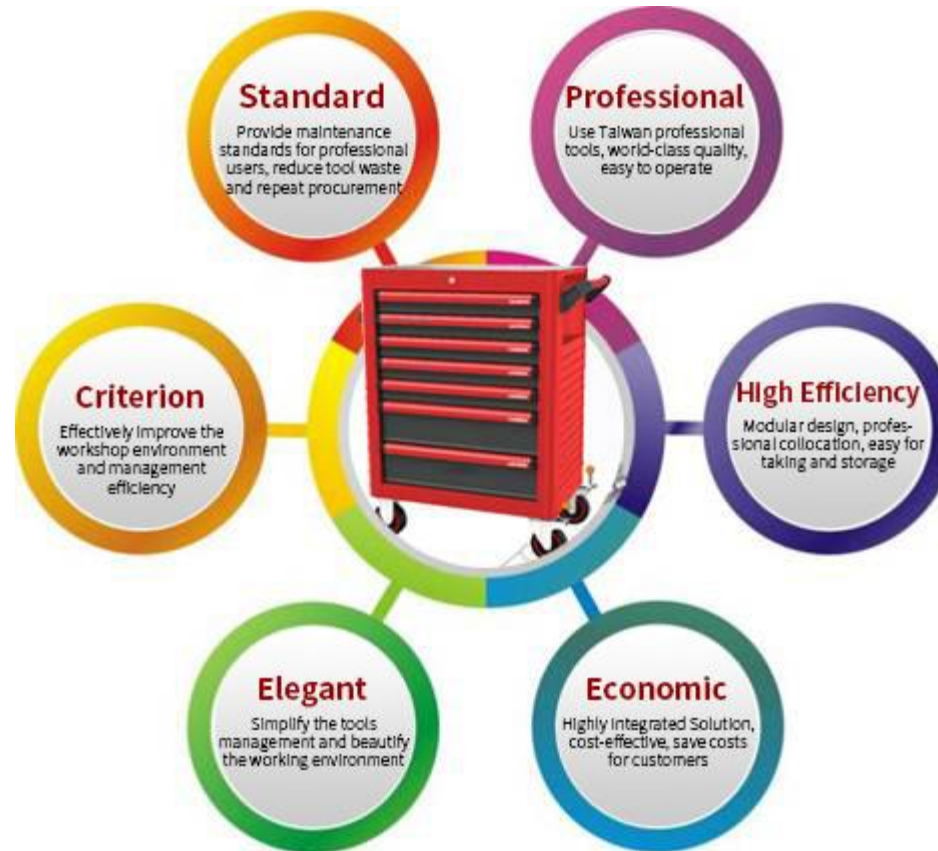 Standard
Provide maintenance
standards for professional
users, reduce tool waste
and repeat procurement
Professional
Use Taiwan professional
tools, world-class quality,
easy to operate
Criterion
Effectively improve the
workshop environment
and management
efficiency
High Efficiency
Modular design, profes-
sional collocation, easy for
taking and storage
Elegant
Simplify the tools
management and beautify
the working environment
Economic
Highly Integrated Solution,
cost-effective, save costs
for customers